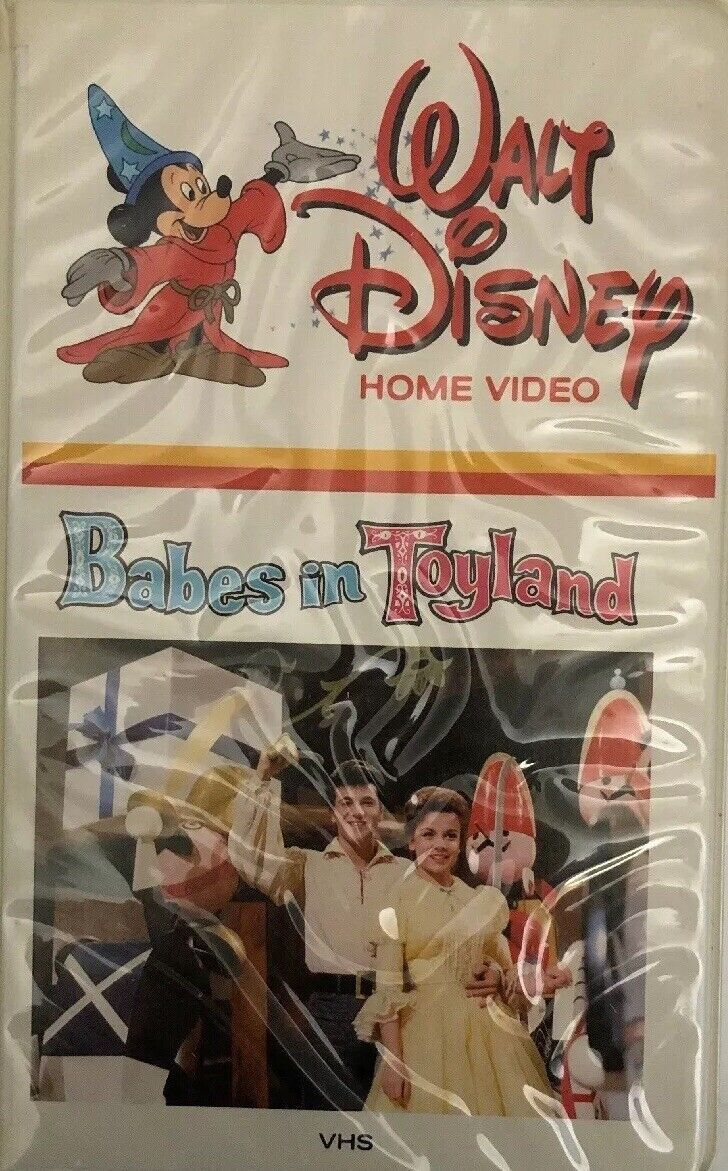 WALT
DISNEY
HOME VIDEO
Babes in Toyland
VHS